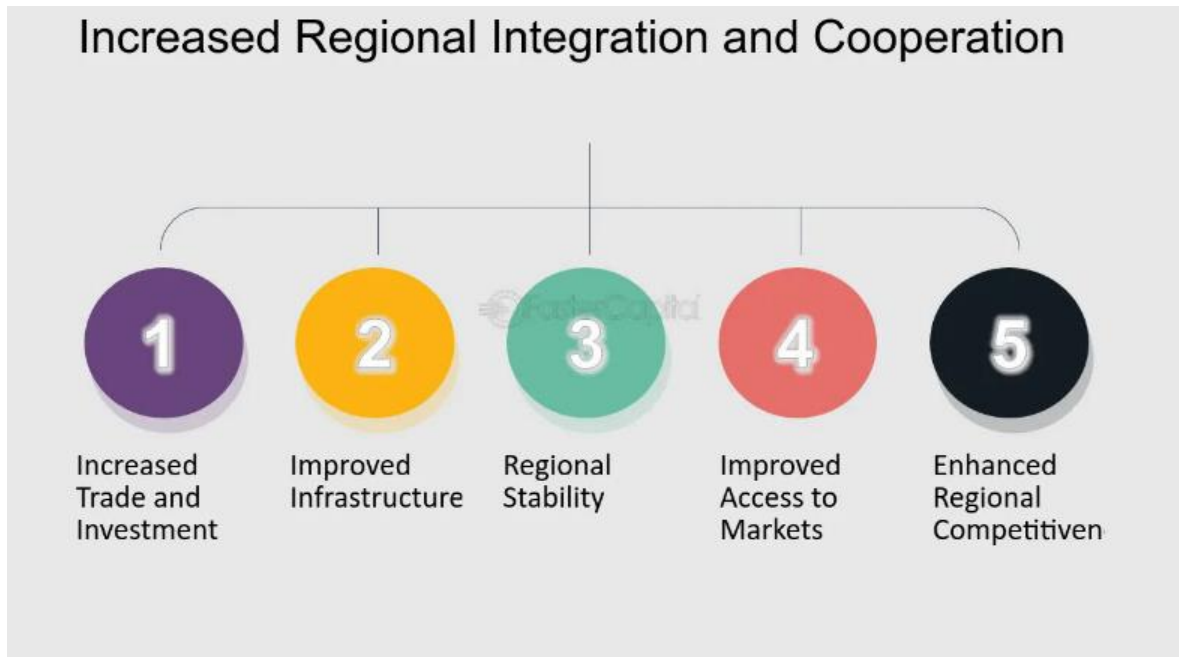 Increased Regional Integration and Cooperation
FasterCapital
1
2
3
4
5
Increased
Trade and
Investment
Improved
Infrastructure
Regional
Stability
Improved
Access to
Markets
Enhanced
Regional
Competitiven